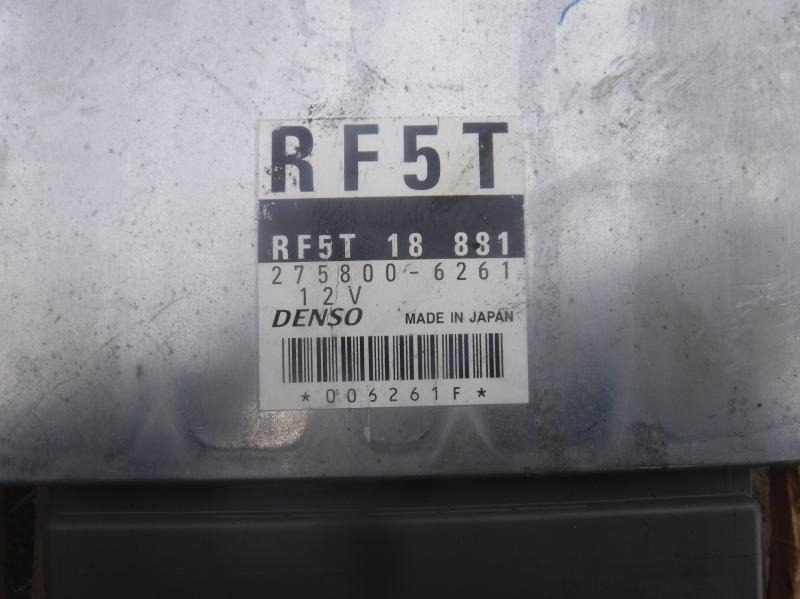 RF5T
RF5T 18 881
275800-6261
12V
DENSO MADE IN JAPAN
*006261F*